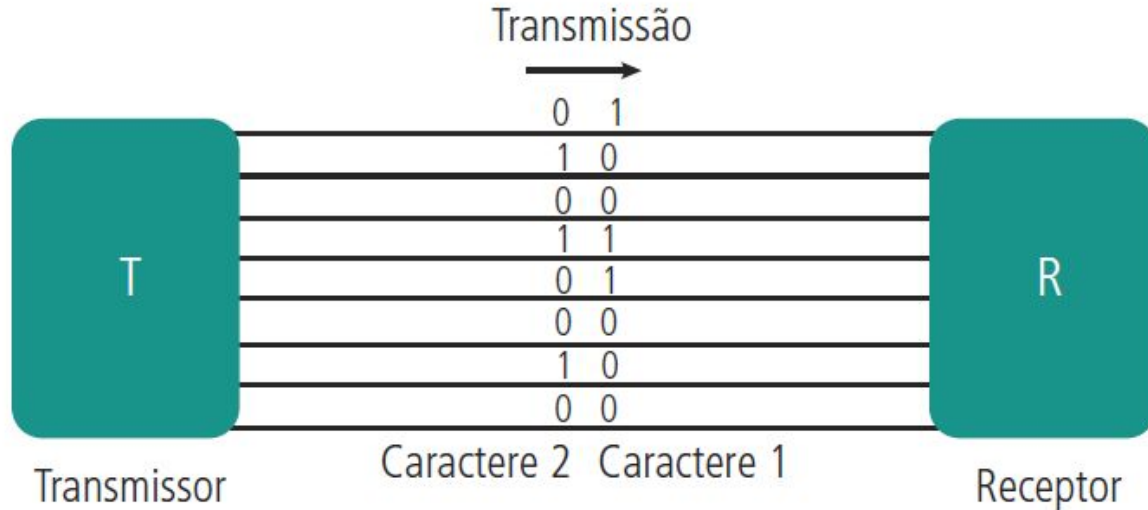 Transmissão
0 1
1 0
0 0
1 1
T 0 1 R
0 0
1 0
0 0
Caractere 2 Caractere 1
Transmissor Receptor